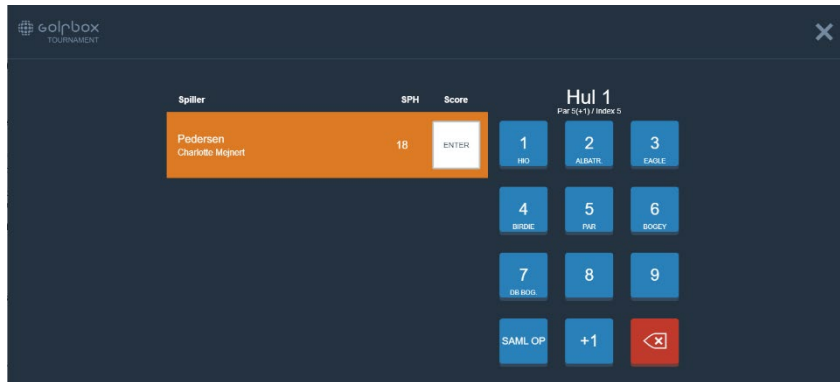 GolfBox
TOURNAMENT
Spiller SPH Score
Pedersen
Charlotte Mejnert
18
ENTER
Hul 1
Par 5(+1) / Index 5
1 2 3
HIO ALBATR. EAGLE
4 5 6
BIRDIE PAR BOGEY
7 8 9
DB BOG.
SAML OP +1